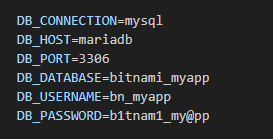 DB_CONNECTION=mysql
DB_HOST=mariadb
DB_PORT=3306
DB_DATABASE=bitnami_myapp
DB_USERNAME=bn_myapp
DB_PASSWORD=b1tnam1_my@pp